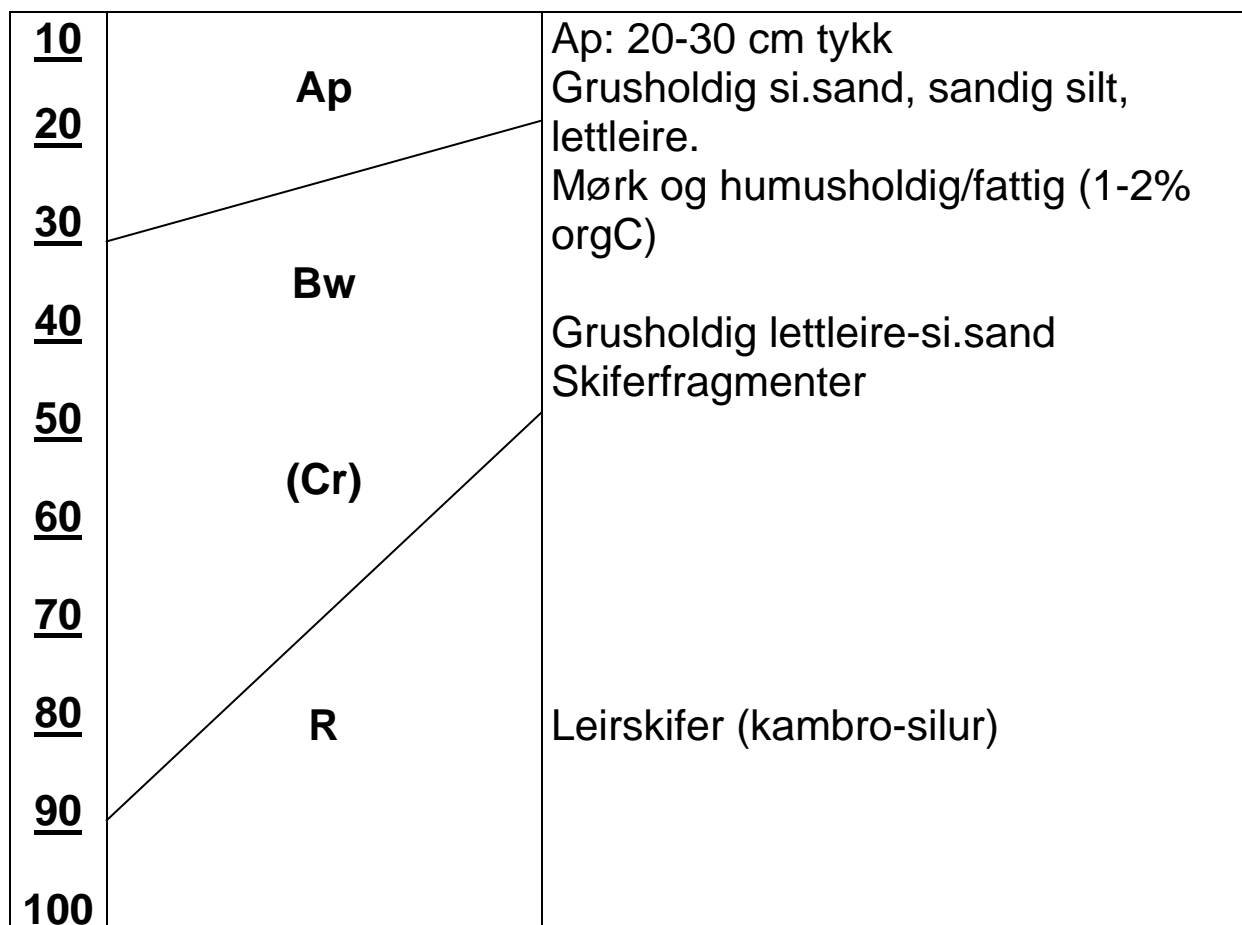 10
Ap: 20-30 cm tykk
Ap
Grusholdig si.sand, sandig silt,
20
lettleire.
Mørk og humusholdig/fattig (1-2%
30
orgC)
Bw
40
Grusholdig lettleire-si.sand
Skiferfragmenter
50
(Cr)
60
70
80
R
Leirskifer (kambro-silur)
90
100